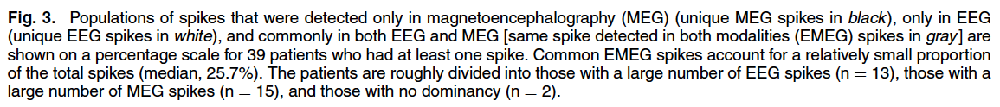 Fig. 3. Populations of spikes that were detected only in magnetoencephalography (MEG) (unique MEG spikes in black), only in EEG
(unique EEG spikes in white), and commonly in both EEG and MEG [same spike detected in both modalities (EMEG) spikes in gray] are
shown on a percentage scale for 39 patients who had at least one spike. Common EMEG spikes account for a relatively small proportion
of the total spikes (median, 25.7%). The patients are roughly divided into those with a large number of EEG spikes (n = 13), those with a
large number of MEG spikes (n = 15), and those with no dominancy (n = 2).